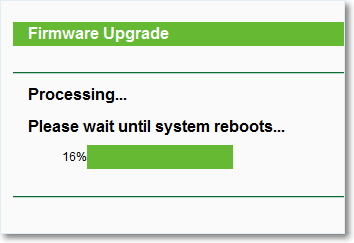 Firmware Upgrade
Processing...
Please wait until system reboots...
16%